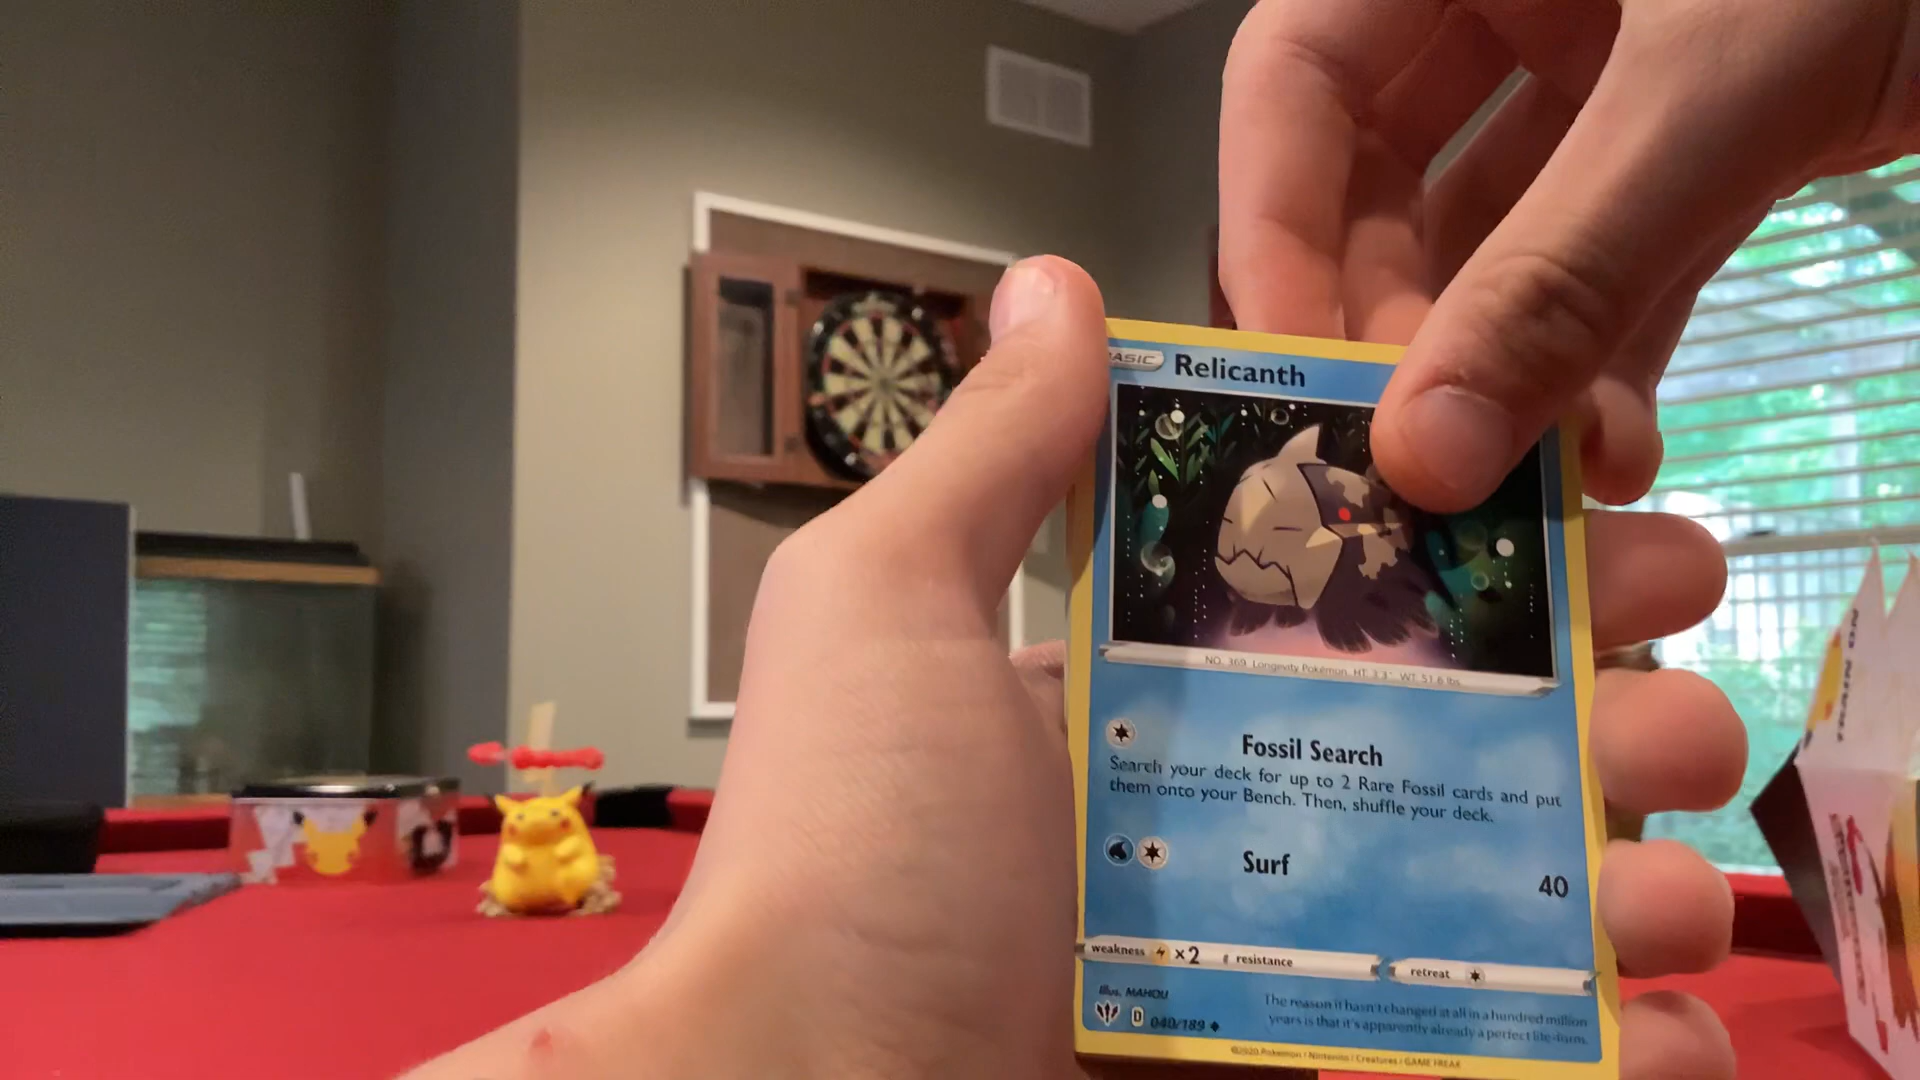 BASIC Relicanth
NO. 369 Longevity Pokémon HT: 3'3" WT: 51.6 lbs.
Fossil Search
Search your deck for up to 2 Rare Fossil cards and put
them onto your Bench. Then, shuffle your deck.
Surf
40
weakness ×2 resistance retreat
Illus. MAHOU
D 040/189
The reason it hasn't changed at all in a hundred million
years is that it's apparently already a perfect life-form.
©2020 Pokémon / Nintendo / Creatures / GAME FREAK
TRAIN ON